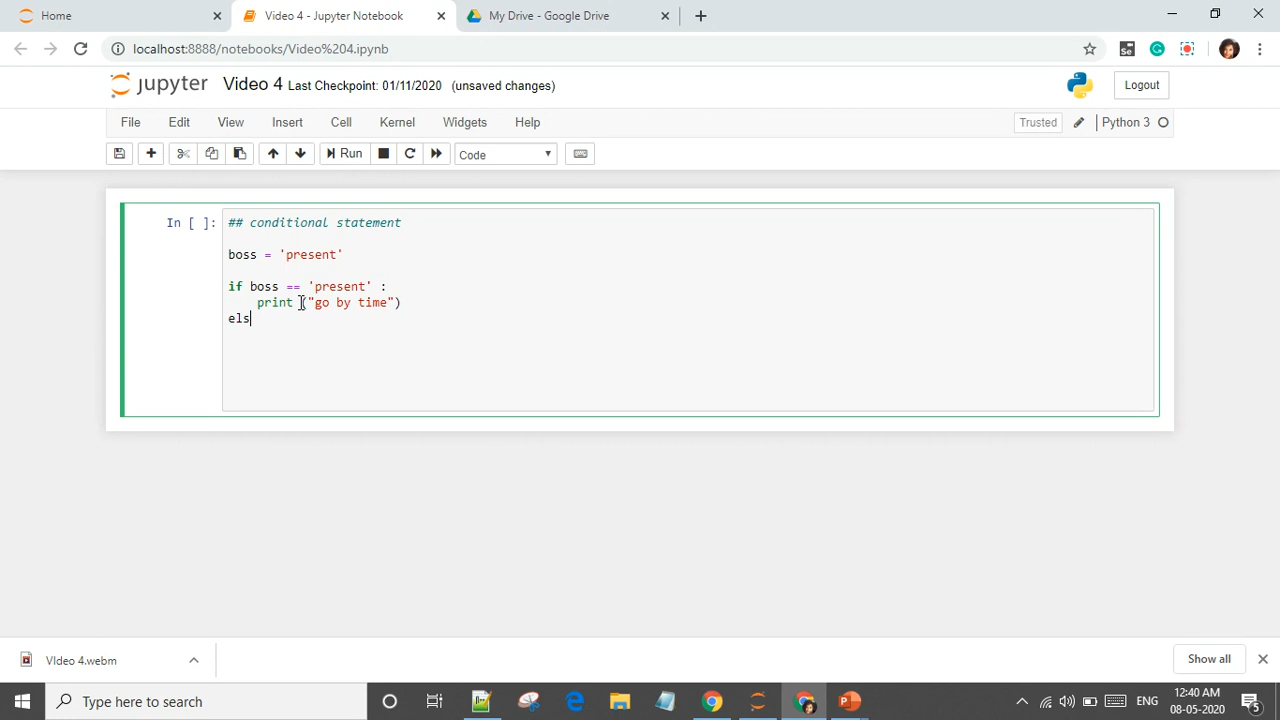 Home
Video 4 - Jupyter Notebook
My Drive - Google Drive
localhost:8888/notebooks/Video%204.ipynb
jupyter Video 4 Last Checkpoint: 01/11/2020 (unsaved changes)
Logout
File Edit View Insert Cell Kernel Widgets Help
Trusted Python 3
Run Code
In [ ]: ## conditional statement
boss = 'present'
if boss == 'present' :
print ("go by time")
els
VIdeo 4.webm
Show all
Type here to search
ENG
12:40 AM
08-05-2020
5